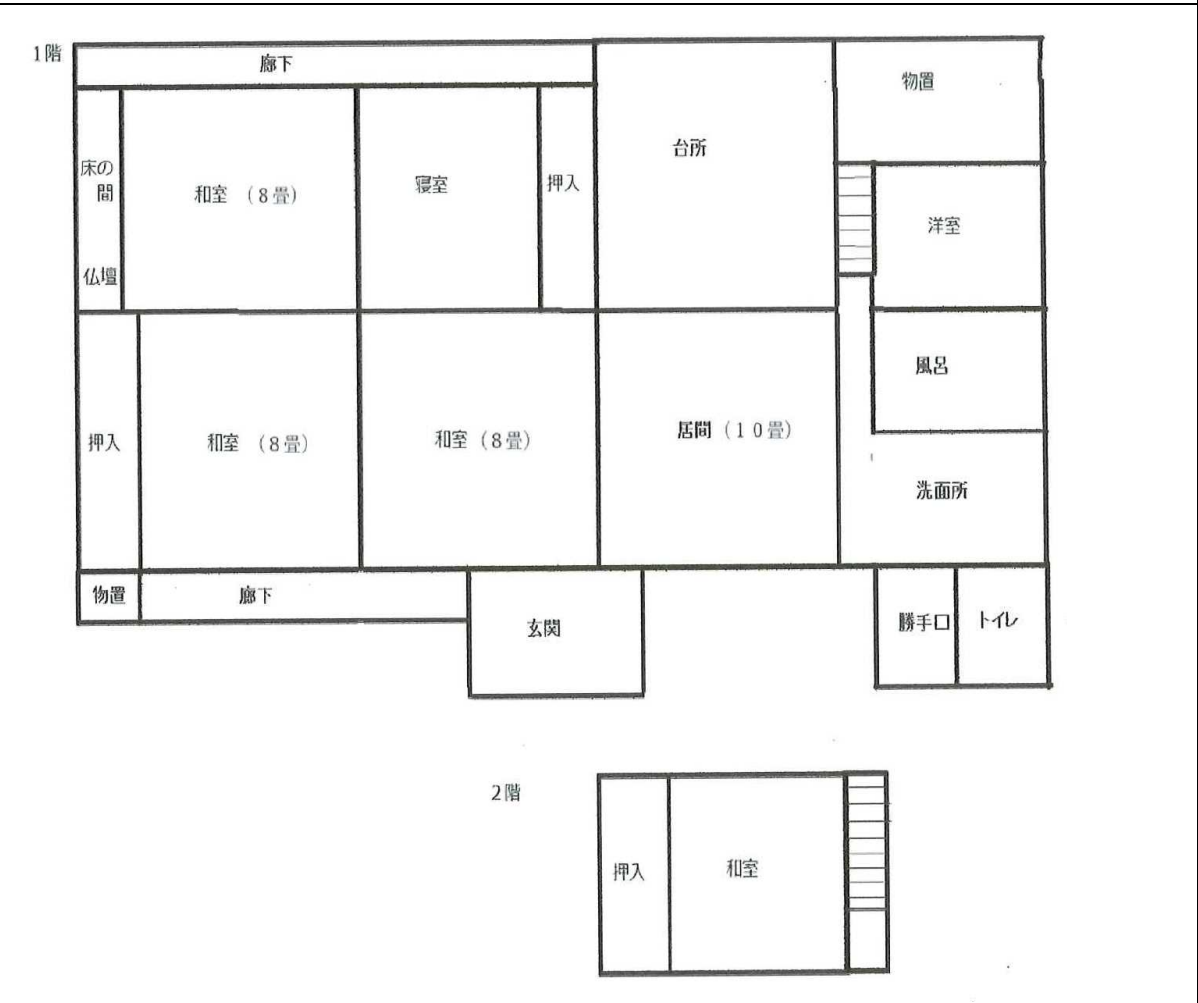 1階
廊下
物置
台所
床の
間
和室 (8畳)
寝室
押入
洋室
仏壇
風呂
押入
和室 (8畳)
和室 (8畳)
居間 (10畳)
洗面所
物置
廊下
玄関
勝手口
トイレ
2階
押入
和室